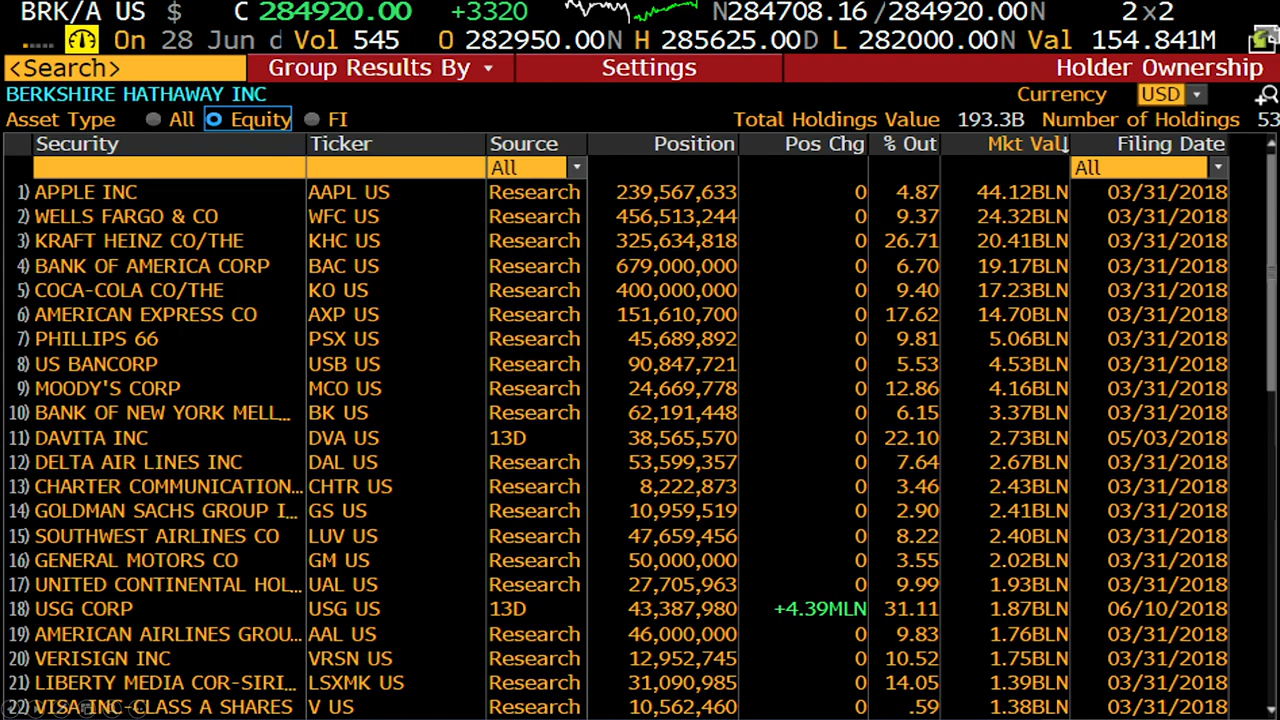 BRK/A US $ C 284920.00 +3320 N284708.16 /284920.00N 2x2
On 28 Jun d Vol 545 O 282950.00N H 285625.00D L 282000.00N Val 154.841M
<Search> Group Results By Settings Holder Ownership
BERKSHIRE HATHAWAY INC Currency USD
Asset Type All Equity FI Total Holdings Value 193.3B Number of Holdings 53
Security Ticker Source Position Pos Chg % Out Mkt Val↓ Filing Date
All All
1) APPLE INC AAPL US Research 239,567,633 0 4.87 44.12BLN 03/31/2018
2) WELLS FARGO & CO WFC US Research 456,513,244 0 9.37 24.32BLN 03/31/2018
3) KRAFT HEINZ CO/THE KHC US Research 325,634,818 0 26.71 20.41BLN 03/31/2018
4) BANK OF AMERICA CORP BAC US Research 679,000,000 0 6.70 19.17BLN 03/31/2018
5) COCA-COLA CO/THE KO US Research 400,000,000 0 9.40 17.23BLN 03/31/2018
6) AMERICAN EXPRESS CO AXP US Research 151,610,700 0 17.62 14.70BLN 03/31/2018
7) PHILLIPS 66 PSX US Research 45,689,892 0 9.81 5.06BLN 03/31/2018
8) US BANCORP USB US Research 90,847,721 0 5.53 4.53BLN 03/31/2018
9) MOODY'S CORP MCO US Research 24,669,778 0 12.86 4.16BLN 03/31/2018
10) BANK OF NEW YORK MELL... BK US Research 62,191,448 0 6.15 3.37BLN 03/31/2018
11) DAVITA INC DVA US 13D 38,565,570 0 22.10 2.73BLN 05/03/2018
12) DELTA AIR LINES INC DAL US Research 53,599,357 0 7.64 2.67BLN 03/31/2018
13) CHARTER COMMUNICATION... CHTR US Research 8,222,873 0 3.46 2.43BLN 03/31/2018
14) GOLDMAN SACHS GROUP I... GS US Research 10,959,519 0 2.90 2.41BLN 03/31/2018
15) SOUTHWEST AIRLINES CO LUV US Research 47,659,456 0 8.22 2.40BLN 03/31/2018
16) GENERAL MOTORS CO GM US Research 50,000,000 0 3.55 2.02BLN 03/31/2018
17) UNITED CONTINENTAL HOL... UAL US Research 27,705,963 0 9.99 1.93BLN 03/31/2018
18) USG CORP USG US 13D 43,387,980 +4.39MLN 31.11 1.87BLN 06/10/2018
19) AMERICAN AIRLINES GROU... AAL US Research 46,000,000 0 9.83 1.76BLN 03/31/2018
20) VERISIGN INC VRSN US Research 12,952,745 0 10.52 1.75BLN 03/31/2018
21) LIBERTY MEDIA COR-SIRI... LSXMK US Research 31,090,985 0 14.05 1.39BLN 03/31/2018
22) VISA INC-CLASS A SHARES V US Research 10,562,460 0 .59 1.38BLN 03/31/2018